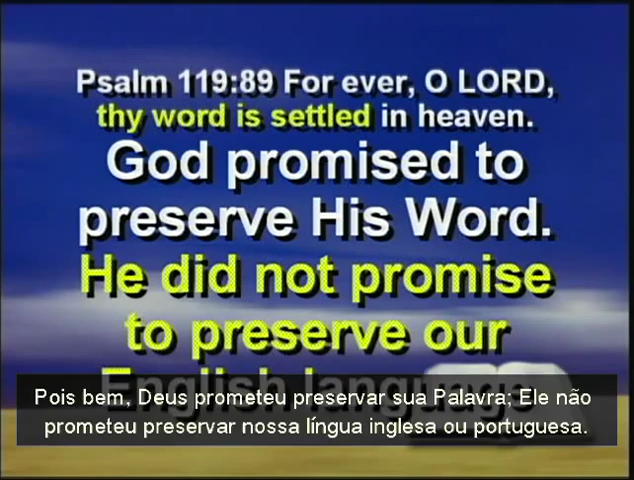 Psalm 119:89 For ever, O LORD,
thy word is settled in heaven.
God promised to
preserve His Word.
He did not promise
to preserve our
English language
Pois bem, Deus prometeu preservar sua Palavra; Ele não
prometeu preservar nossa língua inglesa ou portuguesa.